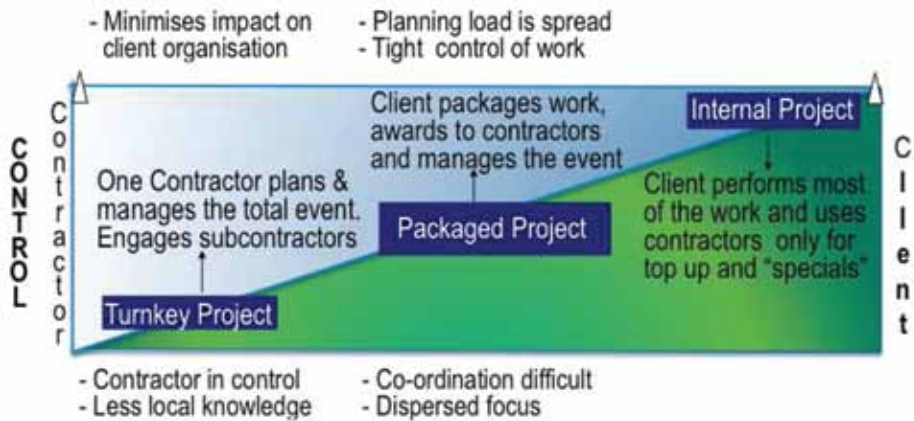 - Minimises impact on
client organisation
- Planning load is spread
- Tight control of work
CONTROL
Contractor
One Contractor plans &
manages the total event.
Engages subcontractors
Turnkey Project
Client packages work,
awards to contractors
and manages the event
Packaged Project
Internal Project
Client performs most
of the work and uses
contractors only for
top up and “specials”
Client
- Contractor in control
- Less local knowledge
- Co-ordination difficult
- Dispersed focus